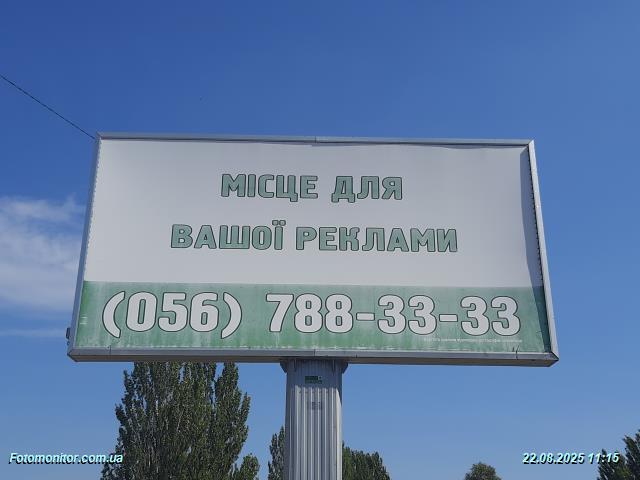 МІСЦЕ ДЛЯ
ВАШОЇ РЕКЛАМИ
(056) 788-33-33
Fotomonitor.com.ua
22.08.2025 11:15